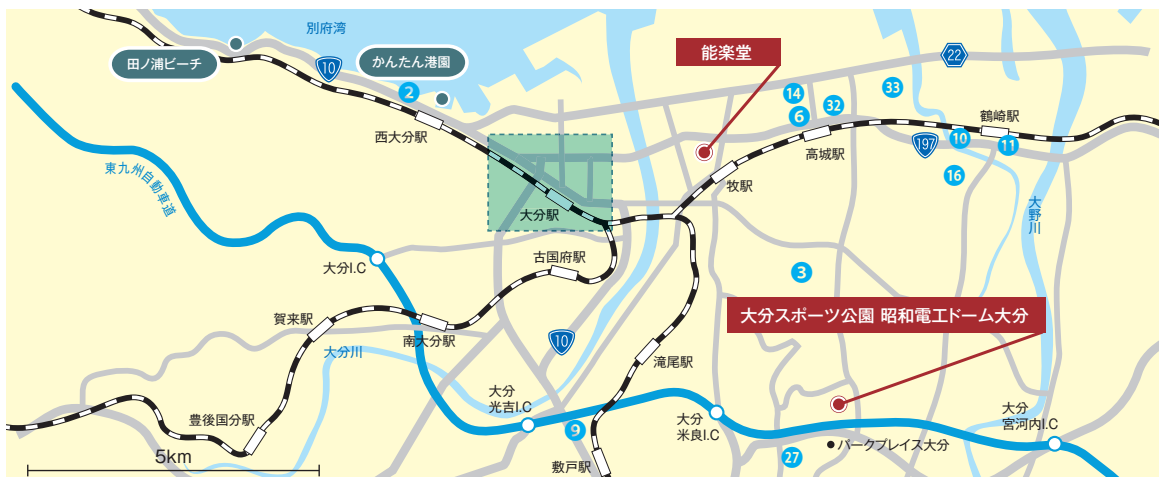 別府湾
田ノ浦ビーチ
10
かんたん港園
2
西大分駅
能楽堂
22
14
33
32
6
鶴崎駅
10
11
197
高城駅
16
牧駅
東九州自動車道
大分駅
大野川
大分I.C
古国府駅
3
大分スポーツ公園 昭和電工ドーム大分
賀来駅
南大分駅
大分川
10
滝尾駅
豊後国分駅
大分
光吉I.C
9
大分
米良I.C
大分
宮河内I.C
パークプレイス大分
27
敷戸駅
5km